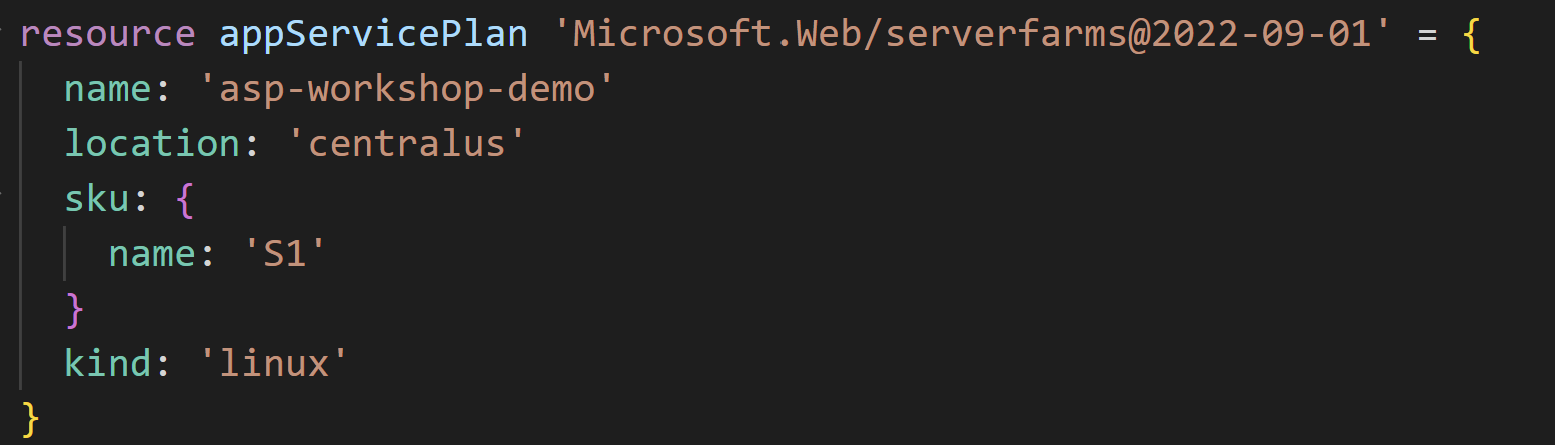 resource appServicePlan 'Microsoft.Web/serverfarms@2022-09-01' = {
  name: 'asp-workshop-demo'
  location: 'centralus'
  sku: {
    name: 'S1'
  }
  kind: 'linux'
}